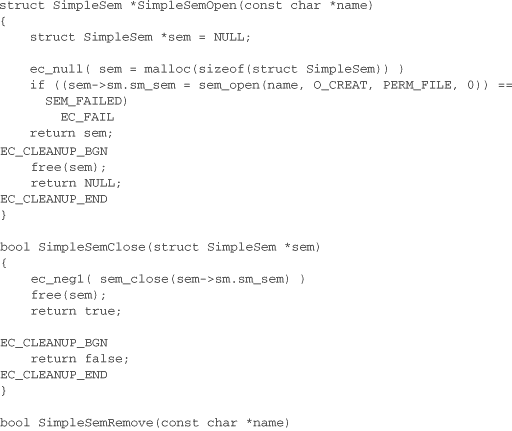 struct SimpleSem *SimpleSemOpen(const char *name)
{
    struct SimpleSem *sem = NULL;

    ec_null( sem = malloc(sizeof(struct SimpleSem)) )
    if ((sem->sm.sm_sem = sem_open(name, O_CREAT, PERM_FILE, 0)) ==
      SEM_FAILED)
        EC_FAIL
    return sem;
EC_CLEANUP_BGN
    free(sem);
    return NULL;
EC_CLEANUP_END
}

bool SimpleSemClose(struct SimpleSem *sem)
{
    ec_neg1( sem_close(sem->sm.sm_sem) )
    free(sem);
    return true;

EC_CLEANUP_BGN
    return false;
EC_CLEANUP_END
}

bool SimpleSemRemove(const char *name)